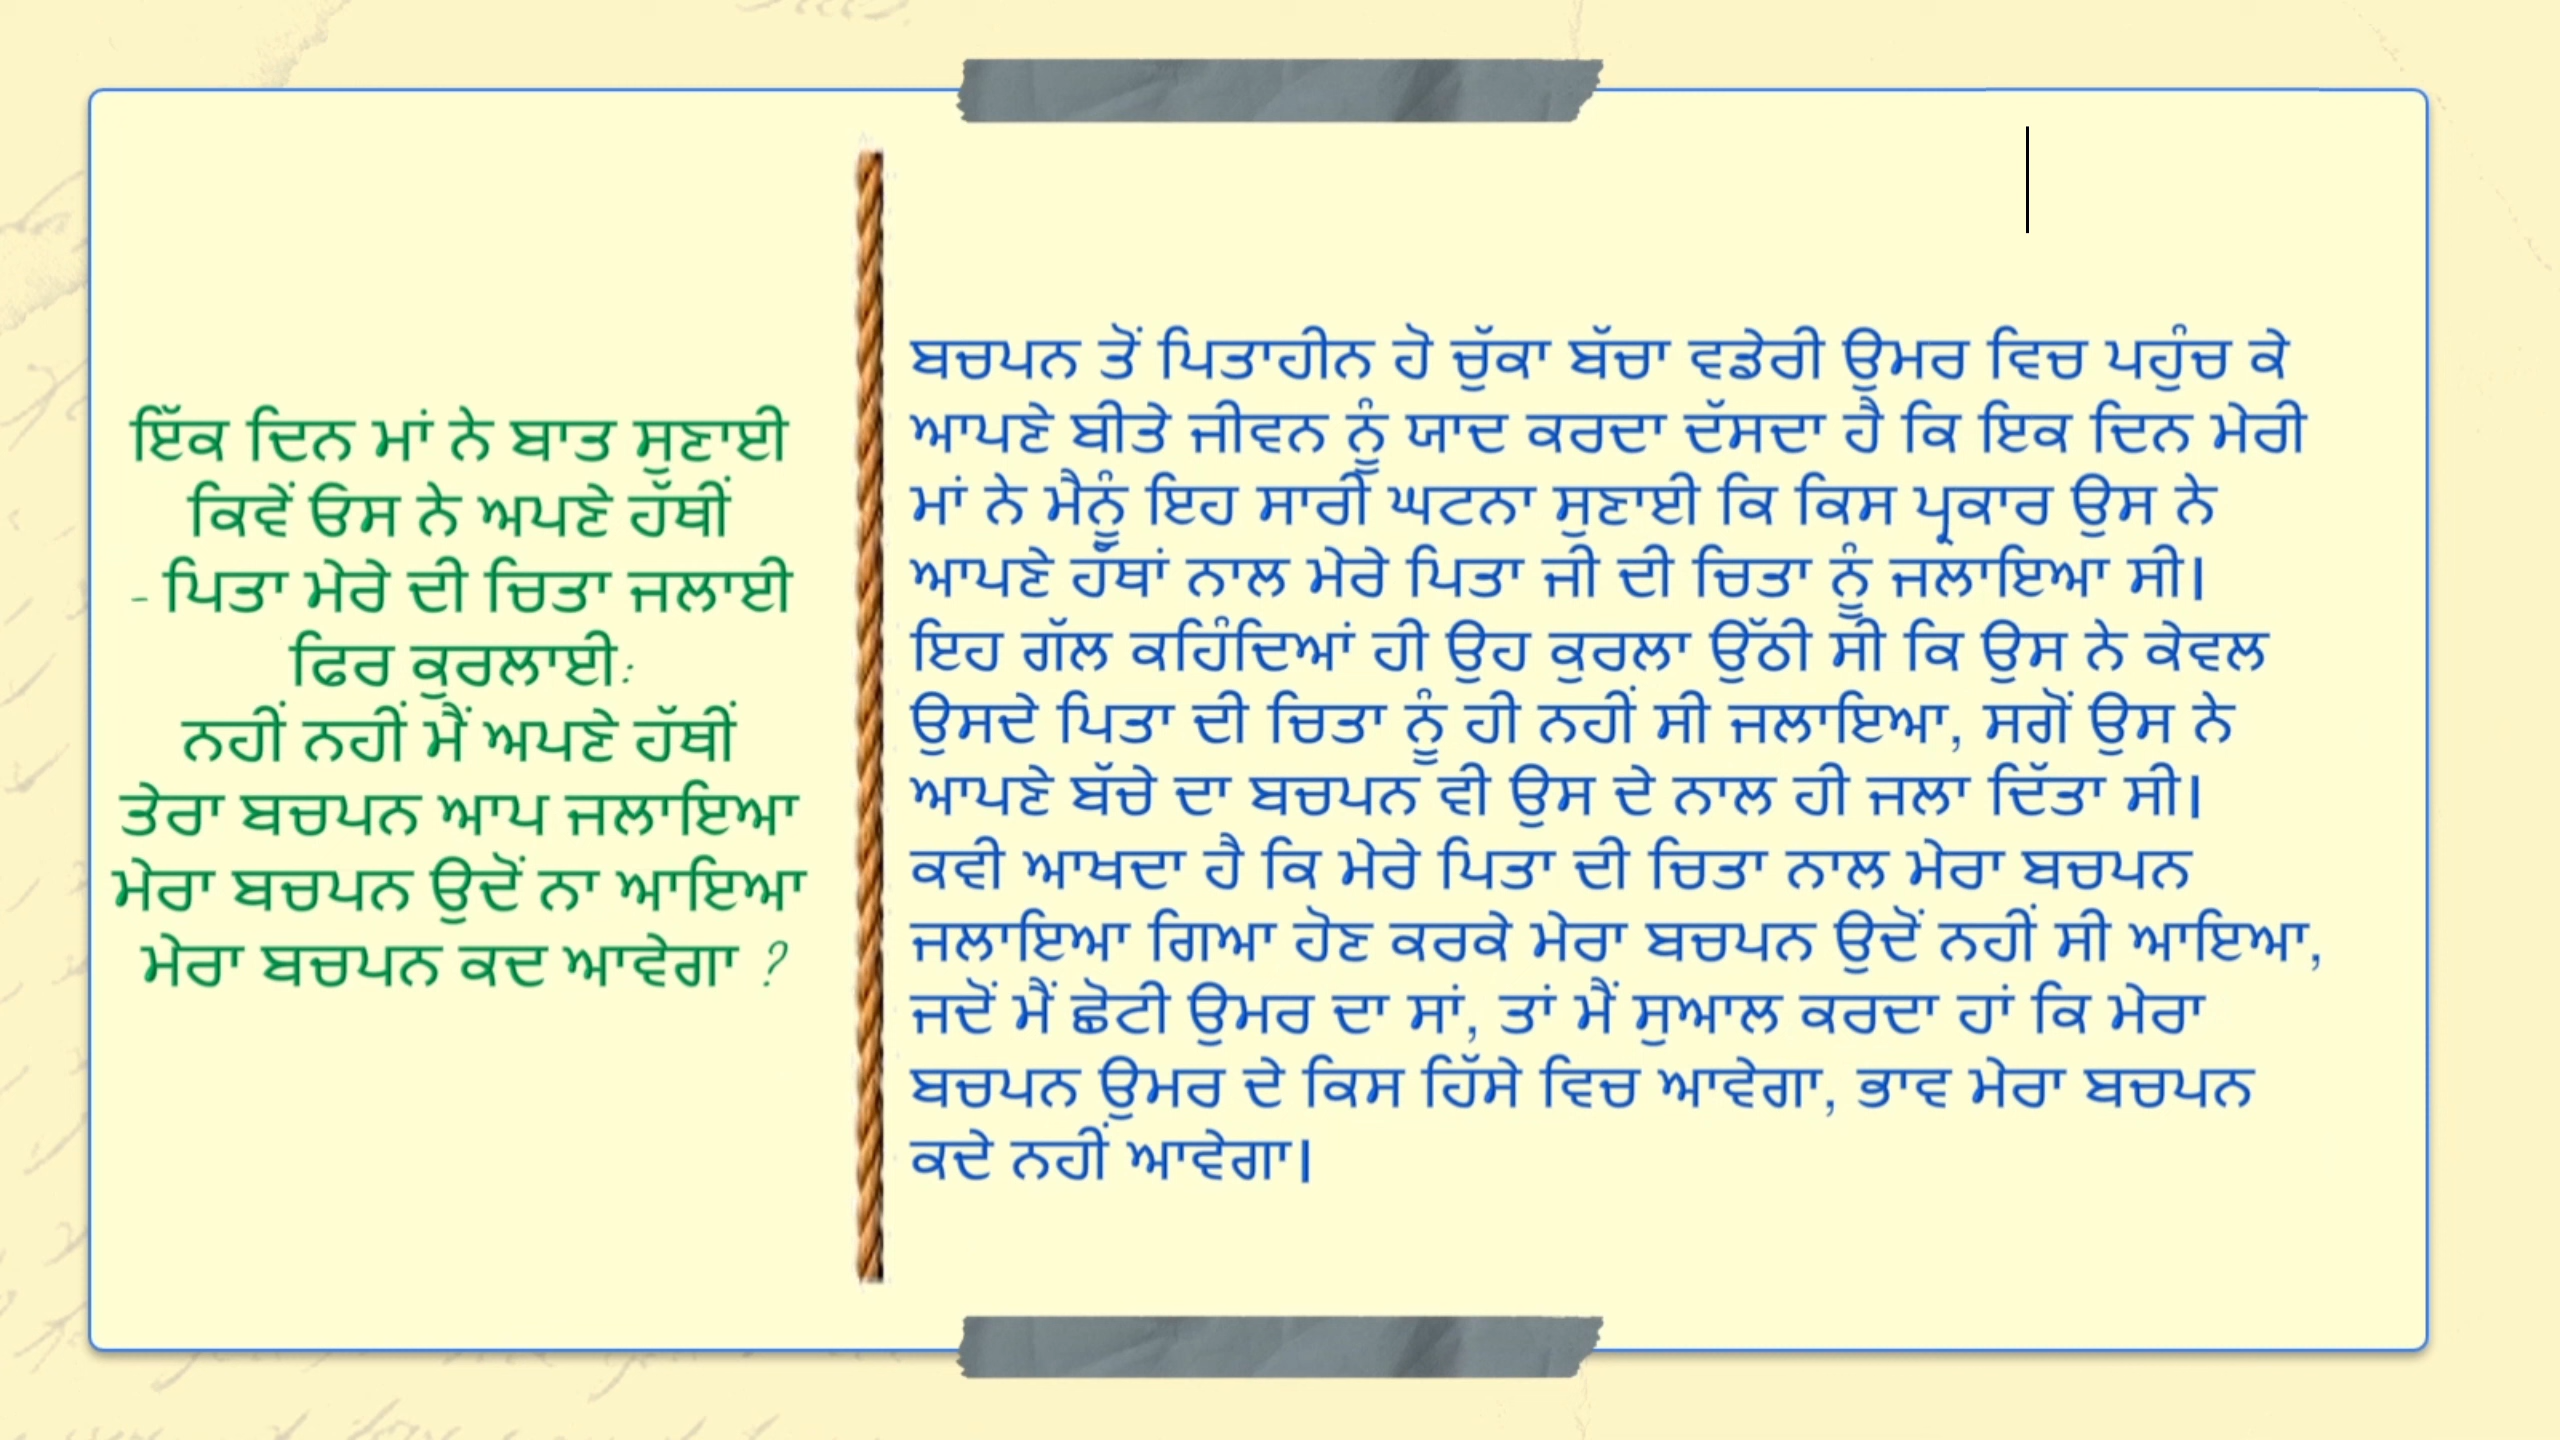 ਇੱਕ ਦਿਨ ਮਾਂ ਨੇ ਬਾਤ ਸੁਣਾਈ
ਕਿਵੇਂ ਓਸ ਨੇ ਅਪਣੇ ਹੱਥੀਂ
- ਪਿਤਾ ਮੇਰੇ ਦੀ ਚਿਤਾ ਜਲਾਈ
ਫਿਰ ਕੁਰਲਾਈ:
ਨਹੀਂ ਨਹੀਂ ਮੈਂ ਅਪਣੇ ਹੱਥੀਂ
ਤੇਰਾ ਬਚਪਨ ਆਪ ਜਲਾਇਆ
ਮੇਰਾ ਬਚਪਨ ਉਦੋਂ ਨਾ ਆਇਆ
ਮੇਰਾ ਬਚਪਨ ਕਦ ਆਵੇਗਾ ?
ਬਚਪਨ ਤੋਂ ਪਿਤਾਹੀਨ ਹੋ ਚੁੱਕਾ ਬੱਚਾ ਵਡੇਰੀ ਉਮਰ ਵਿਚ ਪਹੁੰਚ ਕੇ
ਆਪਣੇ ਬੀਤੇ ਜੀਵਨ ਨੂੰ ਯਾਦ ਕਰਦਾ ਦੱਸਦਾ ਹੈ ਕਿ ਇਕ ਦਿਨ ਮੇਰੀ
ਮਾਂ ਨੇ ਮੈਨੂੰ ਇਹ ਸਾਰੀ ਘਟਨਾ ਸੁਣਾਈ ਕਿ ਕਿਸ ਪ੍ਰਕਾਰ ਉਸ ਨੇ
ਆਪਣੇ ਹੱਥਾਂ ਨਾਲ ਮੇਰੇ ਪਿਤਾ ਜੀ ਦੀ ਚਿਤਾ ਨੂੰ ਜਲਾਇਆ ਸੀ।
ਇਹ ਗੱਲ ਕਹਿੰਦਿਆਂ ਹੀ ਉਹ ਕੁਰਲਾ ਉੱਠੀ ਸੀ ਕਿ ਉਸ ਨੇ ਕੇਵਲ
ਉਸਦੇ ਪਿਤਾ ਦੀ ਚਿਤਾ ਨੂੰ ਹੀ ਨਹੀਂ ਸੀ ਜਲਾਇਆ, ਸਗੋਂ ਉਸ ਨੇ
ਆਪਣੇ ਬੱਚੇ ਦਾ ਬਚਪਨ ਵੀ ਉਸ ਦੇ ਨਾਲ ਹੀ ਜਲਾ ਦਿੱਤਾ ਸੀ।
ਕਵੀ ਆਖਦਾ ਹੈ ਕਿ ਮੇਰੇ ਪਿਤਾ ਦੀ ਚਿਤਾ ਨਾਲ ਮੇਰਾ ਬਚਪਨ
ਜਲਾਇਆ ਗਿਆ ਹੋਣ ਕਰਕੇ ਮੇਰਾ ਬਚਪਨ ਉਦੋਂ ਨਹੀਂ ਸੀ ਆਇਆ,
ਜਦੋਂ ਮੈਂ ਛੋਟੀ ਉਮਰ ਦਾ ਸਾਂ, ਤਾਂ ਮੈਂ ਸੁਆਲ ਕਰਦਾ ਹਾਂ ਕਿ ਮੇਰਾ
ਬਚਪਨ ਉਮਰ ਦੇ ਕਿਸ ਹਿੱਸੇ ਵਿਚ ਆਵੇਗਾ, ਭਾਵ ਮੇਰਾ ਬਚਪਨ
ਕਦੇ ਨਹੀਂ ਆਵੇਗਾ।